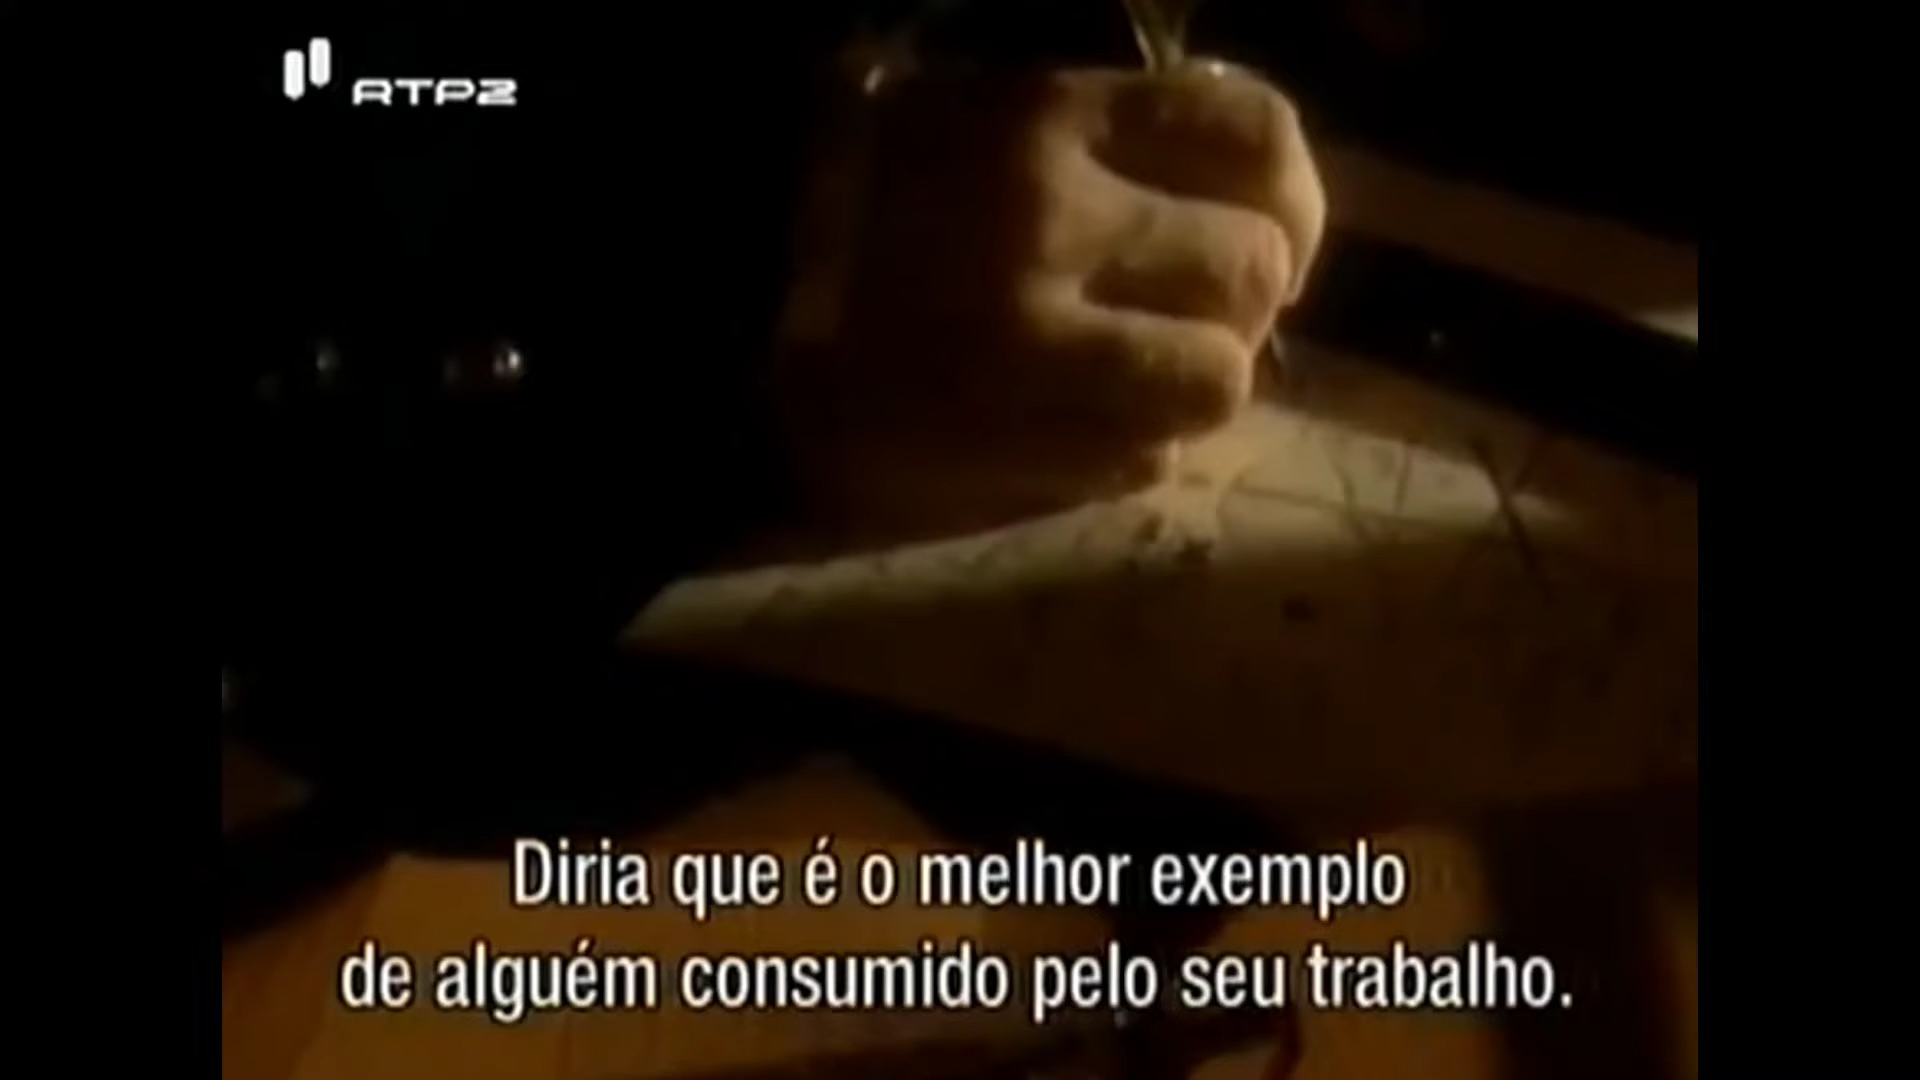 RTP2
Diria que é o melhor exemplo
de alguém consumido pelo seu trabalho.